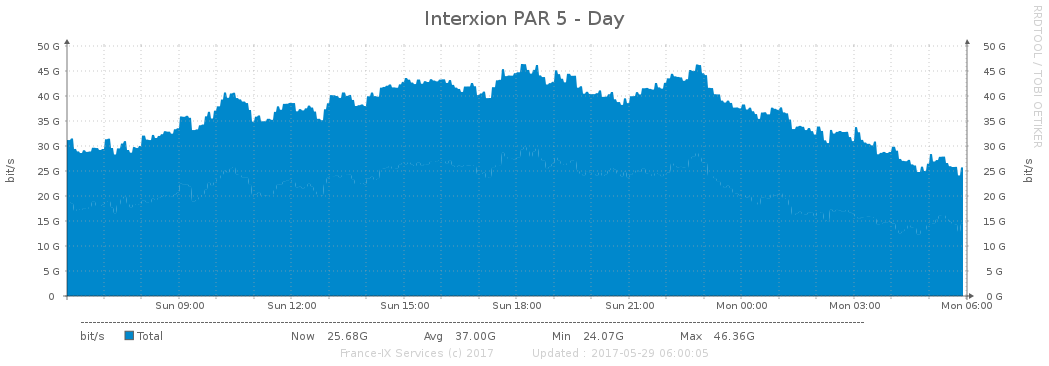 Interxion PAR 5 - Day
RRDTOOL / TOBI OETIKER
bit/s
50 G 50 G
45 G 45 G
40 G 40 G
35 G 35 G
30 G 30 G
25 G 25 G
20 G 20 G
15 G 15 G
10 G 10 G
5 G 5 G
0 0 G
bit/s
Sun 09:00 Sun 12:00 Sun 15:00 Sun 18:00 Sun 21:00 Mon 00:00 Mon 03:00 Mon 06:00
bit/s Total Now 25.68G Avg 37.00G Min 24.07G Max 46.36G
France-IX Services (c) 2017 Updated : 2017-05-29 06:00:05